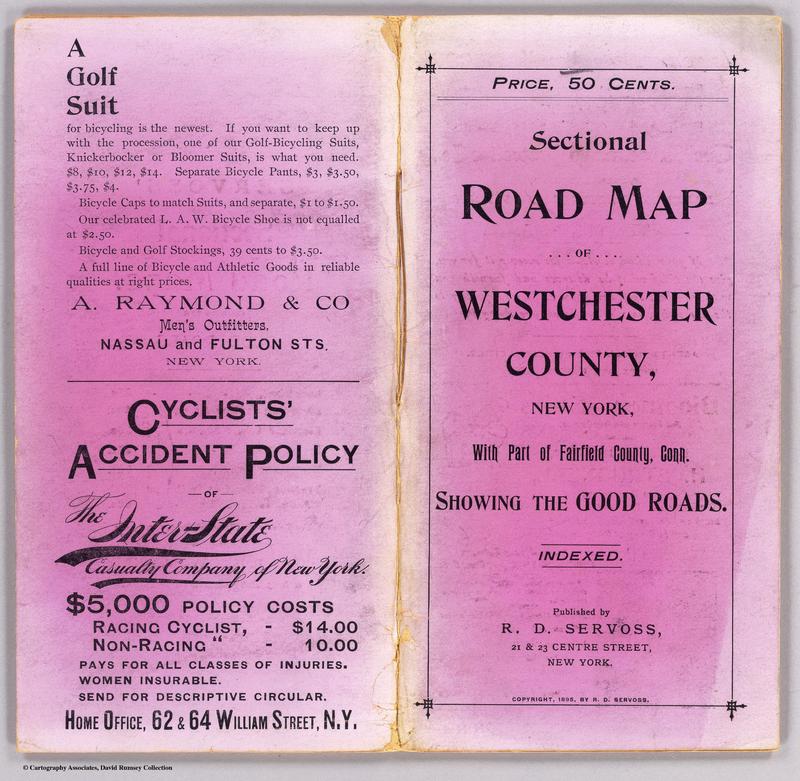 A
Golf
Suit
for bicycling is the newest. If you want to keep up
with the procession, one of our Golf-Bicycling Suits,
Knickerbocker or Bloomer Suits, is what you need.
$8, $10, $12, $14. Separate Bicycle Pants, $3, $3.50,
$3.75, $4.
Bicycle Caps to match Suits, and separate, $1 to $1.50.
Our celebrated L. A. W. Bicycle Shoe is not equalled
at $2.50.
Bicycle and Golf Stockings, 39 cents to $3.50.
A full line of Bicycle and Athletic Goods in reliable
qualities at right prices.
A. RAYMOND & CO
Men's Outfitters,
NASSAU and FULTON STS.
NEW YORK.
CYCLISTS'
ACCIDENT POLICY
—OF—
The Inter=State
Casualty Company of New York.
$5,000 POLICY COSTS
RACING CYCLIST, - $14.00
NON-RACING “ - 10.00
PAYS FOR ALL CLASSES OF INJURIES.
WOMEN INSURABLE.
SEND FOR DESCRIPTIVE CIRCULAR.
HOME OFFICE, 62 & 64 WILLIAM STREET, N.Y.
PRICE, 50 CENTS.
Sectional
ROAD MAP
...OF...
WESTCHESTER
COUNTY,
NEW YORK,
With Part of Fairfield County, Conn.
SHOWING THE GOOD ROADS.
INDEXED.
Published by
R. D. SERVOSS,
21 & 23 CENTRE STREET,
NEW YORK.
COPYRIGHT, 1895, BY R. D. SERVOSS.
© Cartography Associates, David Rumsey Collection